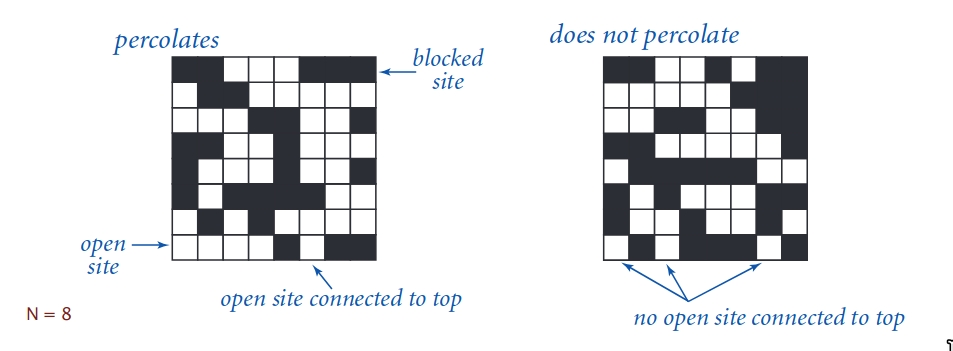 percolates
does not percolate
blocked
site
open
site
open site connected to top
no open site connected to top
N = 8